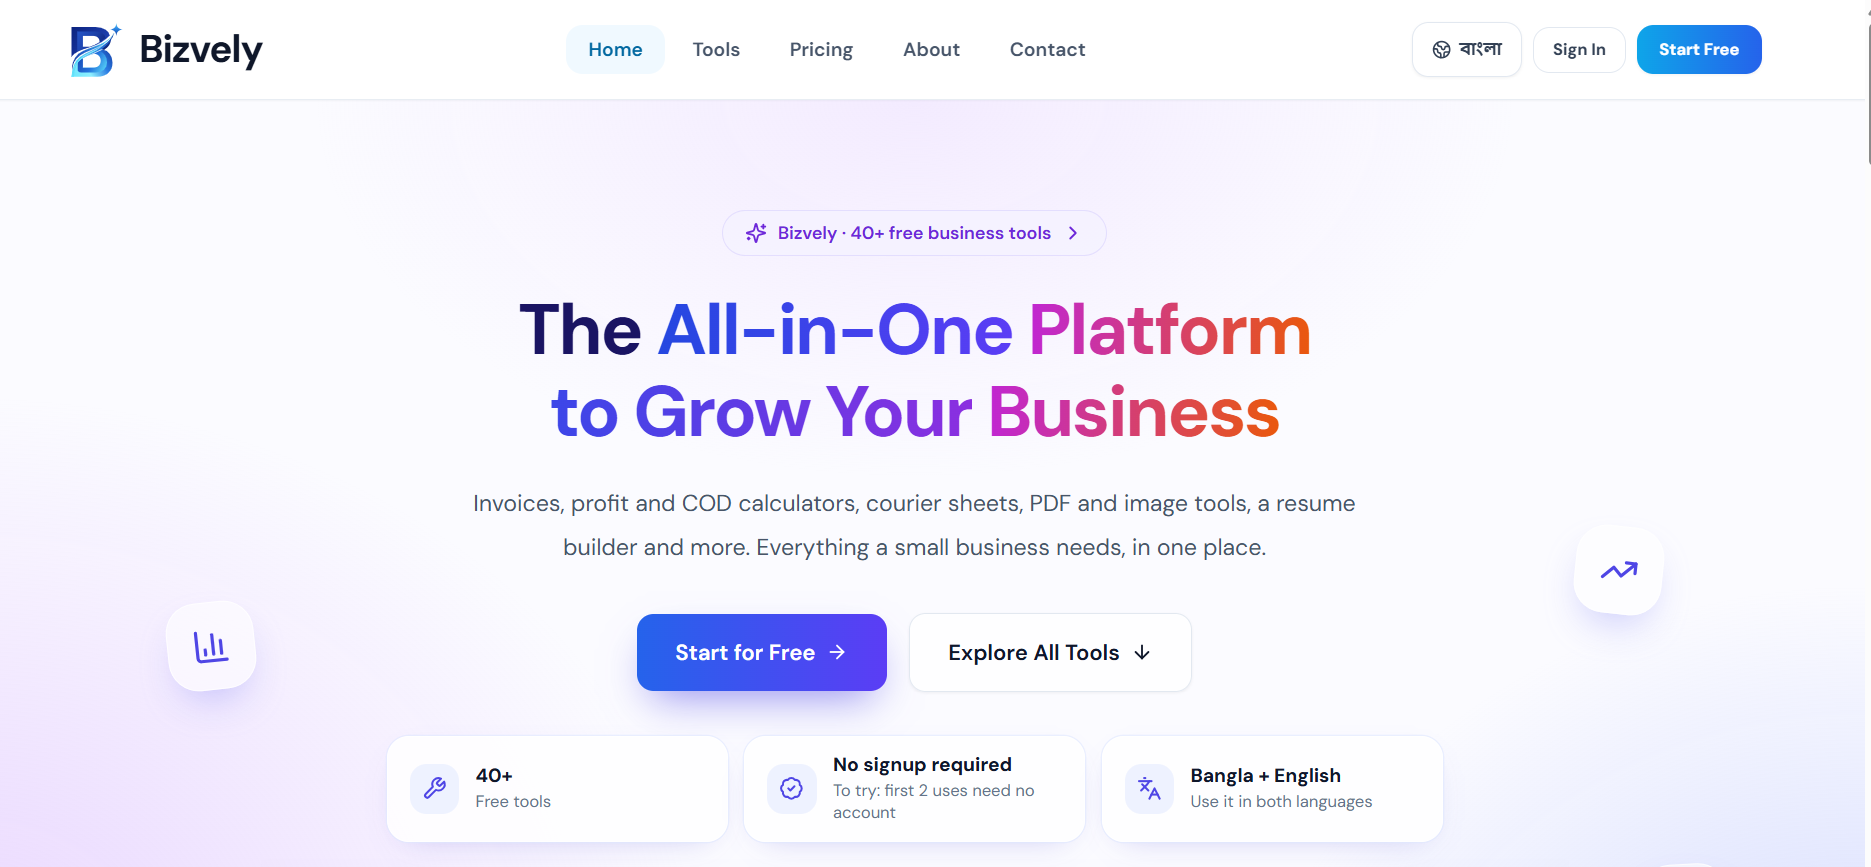 Bizvely
Home
Tools
Pricing
About
Contact
বাংলা
Sign In
Start Free
Bizvely · 40+ free business tools
The All-in-One Platform
to Grow Your Business
Invoices, profit and COD calculators, courier sheets, PDF and image tools, a resume
builder and more. Everything a small business needs, in one place.
Start for Free
Explore All Tools
40+
Free tools
No signup required
To try: first 2 uses need no
account
Bangla + English
Use it in both languages